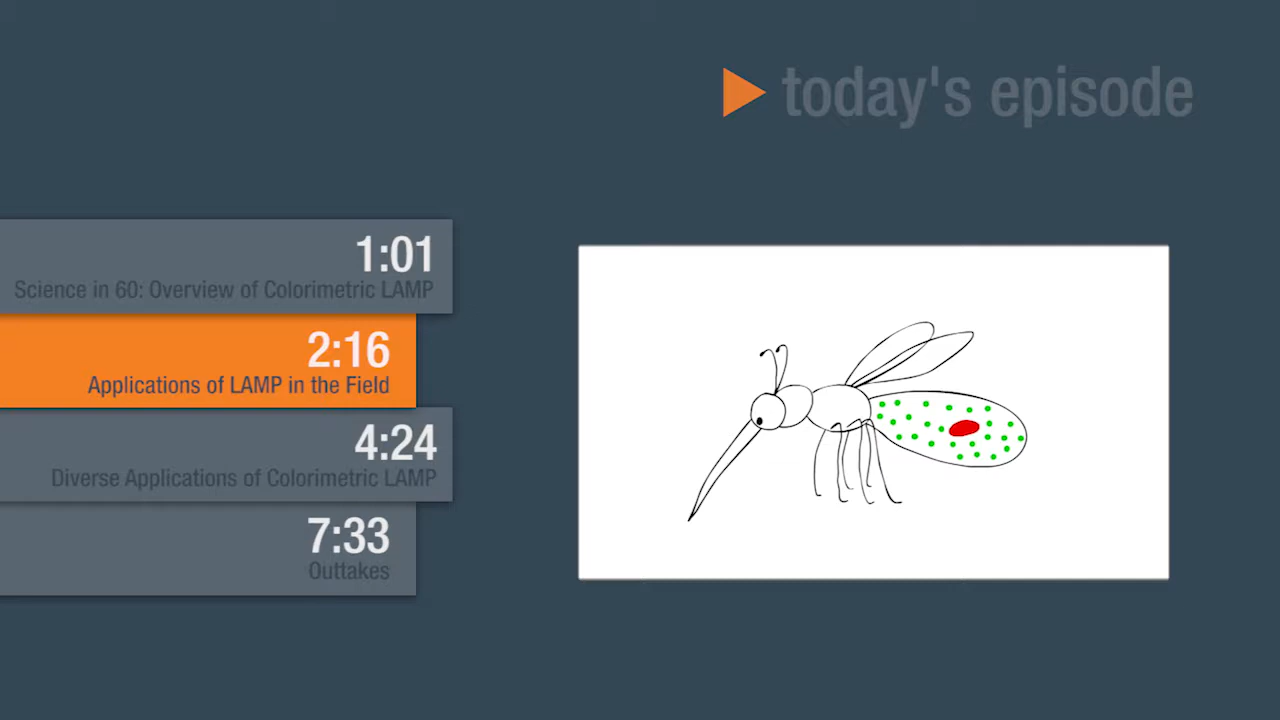 today's episode
1:01
Science in 60: Overview of Colorimetric LAMP
2:16
Applications of LAMP in the Field
4:24
Diverse Applications of Colorimetric LAMP
7:33
Outtakes